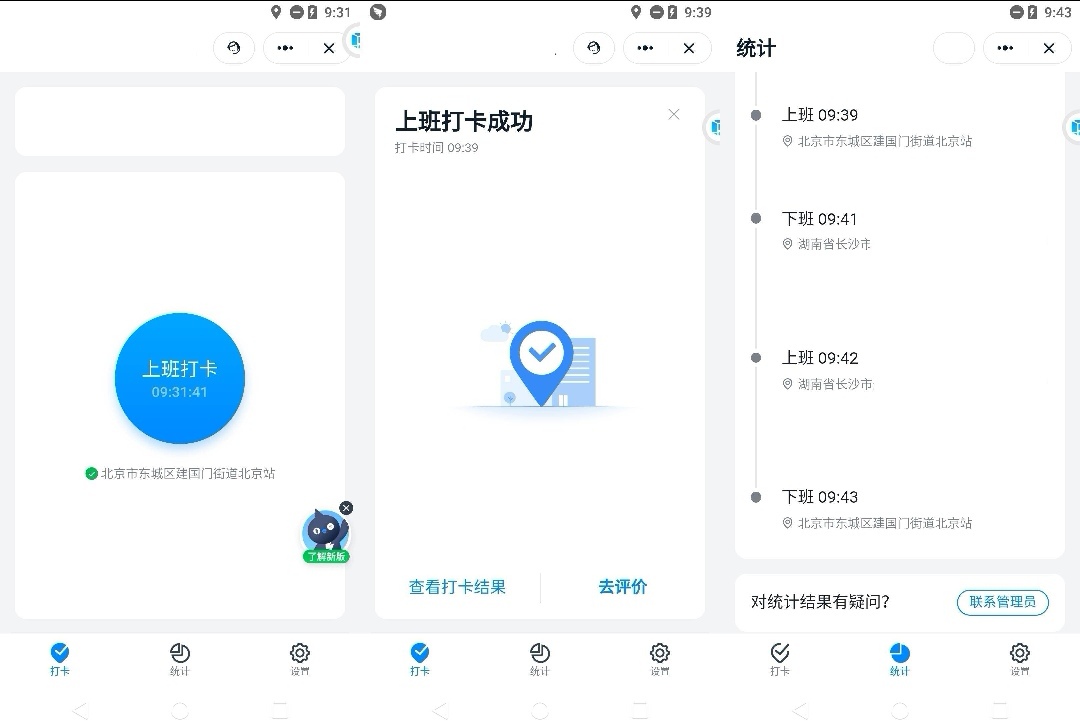 9:31
上班打卡
09:31:41
北京市东城区建国门街道北京站
了解新版
打卡
统计
设置
9:39
上班打卡成功
打卡时间 09:39
查看打卡结果
去评价
打卡
统计
设置
9:43
统计
上班 09:39
北京市东城区建国门街道北京站
下班 09:41
湖南省长沙市
上班 09:42
湖南省长沙市
下班 09:43
北京市东城区建国门街道北京站
对统计结果有疑问?
联系管理员
打卡
统计
设置